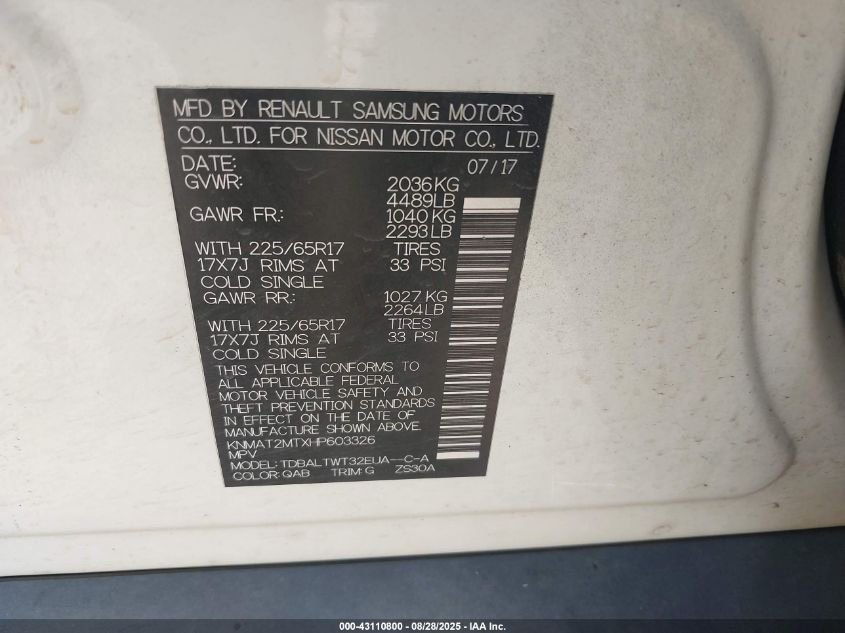 MFD BY RENAULT SAMSUNG MOTORS
CO., LTD. FOR NISSAN MOTOR CO., LTD.
DATE: 07/17
GVWR: 2036KG
4489LB
GAWR FR: 1040KG
2293LB
WITH 225/65R17 TIRES
17X7J RIMS AT 33 PSI
COLD SINGLE
GAWR RR: 1027KG
2264LB
WITH 225/65R17 TIRES
17X7J RIMS AT 33 PSI
COLD SINGLE
THIS VEHICLE CONFORMS TO
ALL APPLICABLE FEDERAL
MOTOR VEHICLE SAFETY AND
THEFT PREVENTION STANDARDS
IN EFFECT ON THE DATE OF
MANUFACTURE SHOWN ABOVE.
KNMAT2MTXHP603326
MPV
MODEL: TDBALTWT32EUA--C-A
COLOR: QAB TRIM: G ZS30A
000-43110800 - 08/28/2025 - IAA Inc.